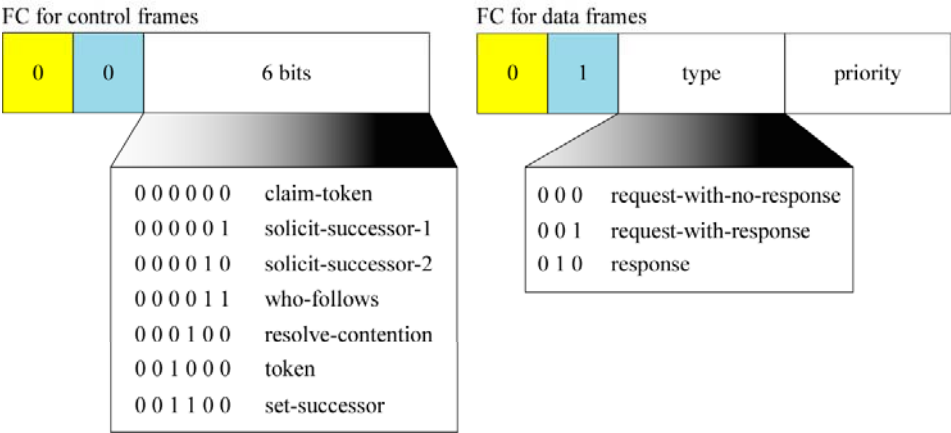 FC for control frames
0 0 6 bits
0 0 0 0 0 0 claim-token
0 0 0 0 0 1 solicit-successor-1
0 0 0 0 1 0 solicit-successor-2
0 0 0 0 1 1 who-follows
0 0 0 1 0 0 resolve-contention
0 0 1 0 0 0 token
0 0 1 1 0 0 set-successor
FC for data frames
0 1 type priority
0 0 0 request-with-no-response
0 0 1 request-with-response
0 1 0 response